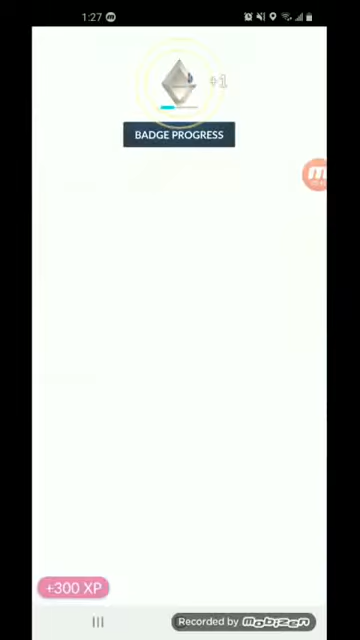 1:27
+1
BADGE PROGRESS
+300 XP
Recorded by Mobizen